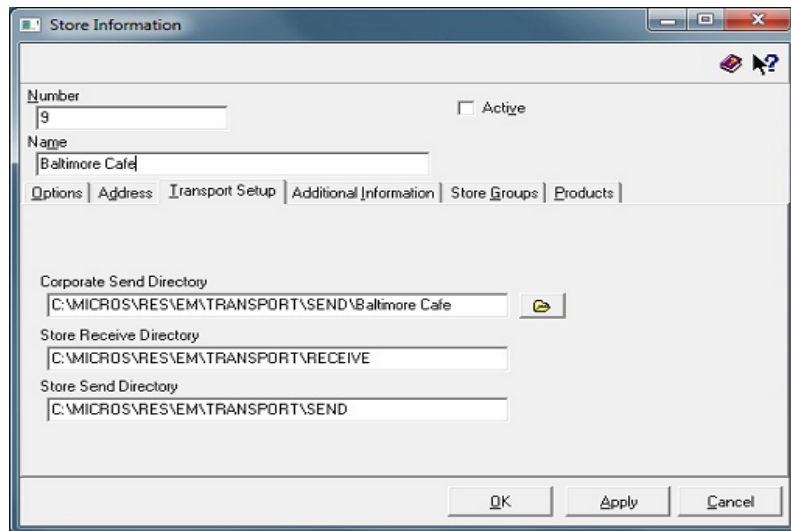 Store Information
Number
9
Active
Name
Baltimore Cafe
Options Address Transport Setup Additional Information Store Groups Products
Corporate Send Directory
C:\MICROS\RES\EM\TRANSPORT\SEND\Baltimore Cafe
Store Receive Directory
C:\MICROS\RES\EM\TRANSPORT\RECEIVE
Store Send Directory
C:\MICROS\RES\EM\TRANSPORT\SEND
OK Apply Cancel